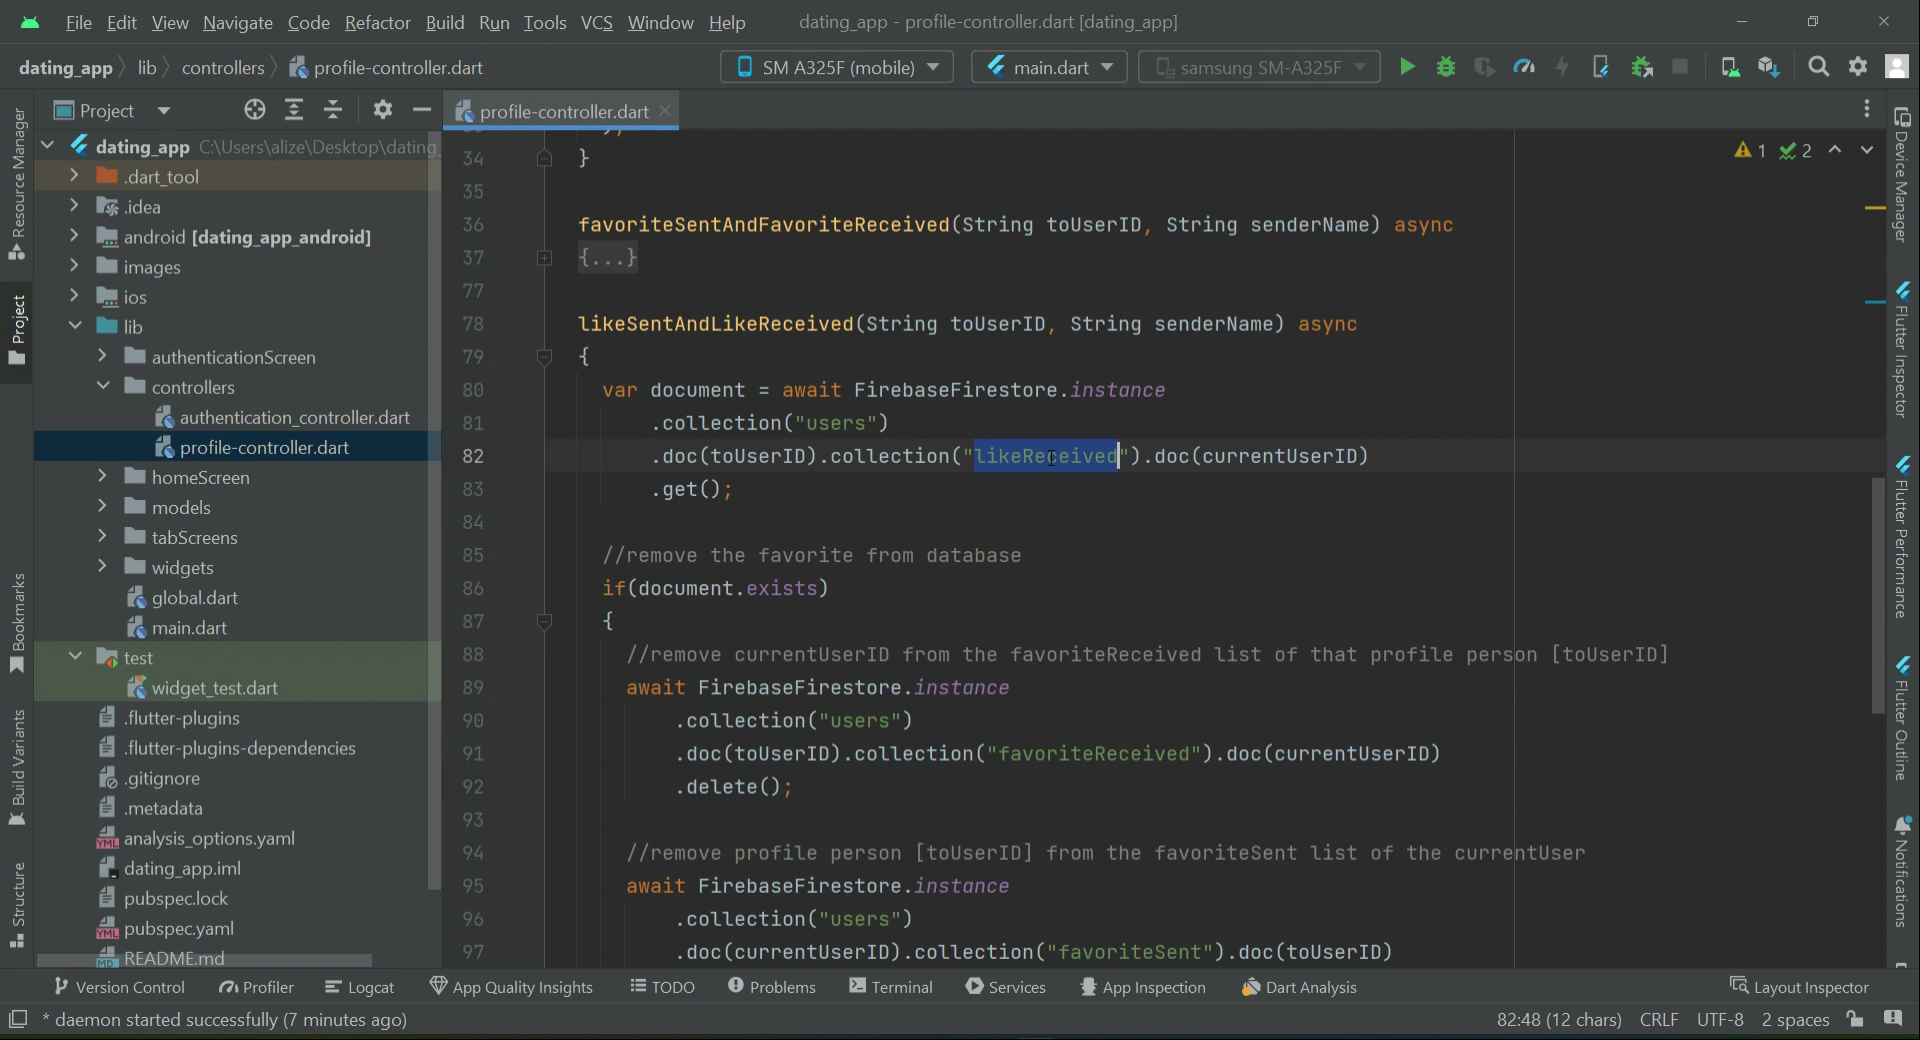 File Edit View Navigate Code Refactor Build Run Tools VCS Window Help dating_app - profile-controller.dart [dating_app]
dating_app lib controllers profile-controller.dart SM A325F (mobile) main.dart samsung SM-A325F
Project
profile-controller.dart
dating_app C:\Users\alize\Desktop\dating_
.dart_tool
.idea
android [dating_app_android]
images
ios
lib
authenticationScreen
controllers
authentication_controller.dart
profile-controller.dart
homeScreen
models
tabScreens
widgets
global.dart
main.dart
test
widget_test.dart
.flutter-plugins
.flutter-plugins-dependencies
.gitignore
.metadata
analysis_options.yaml
dating_app.iml
pubspec.lock
pubspec.yaml
README.md
Resource Manager
Project
Bookmarks
Build Variants
Structure
1 2
34 }
35
36 favoriteSentAndFavoriteReceived(String toUserID, String senderName) async
37 {...}
77
78 likeSentAndLikeReceived(String toUserID, String senderName) async
79 {
80 var document = await FirebaseFirestore.instance
81 .collection("users")
82 .doc(toUserID).collection("likeReceived").doc(currentUserID)
83 .get();
84
85 //remove the favorite from database
86 if(document.exists)
87 {
88 //remove currentUserID from the favoriteReceived list of that profile person [toUserID]
89 await FirebaseFirestore.instance
90 .collection("users")
91 .doc(toUserID).collection("favoriteReceived").doc(currentUserID)
92 .delete();
93
94 //remove profile person [toUserID] from the favoriteSent list of the currentUser
95 await FirebaseFirestore.instance
96 .collection("users")
97 .doc(currentUserID).collection("favoriteSent").doc(toUserID)
Device Manager
Flutter Inspector
Flutter Performance
Flutter Outline
Notifications
Version Control Profiler Logcat App Quality Insights TODO Problems Terminal Services App Inspection Dart Analysis Layout Inspector
* daemon started successfully (7 minutes ago) 82:48 (12 chars) CRLF UTF-8 2 spaces